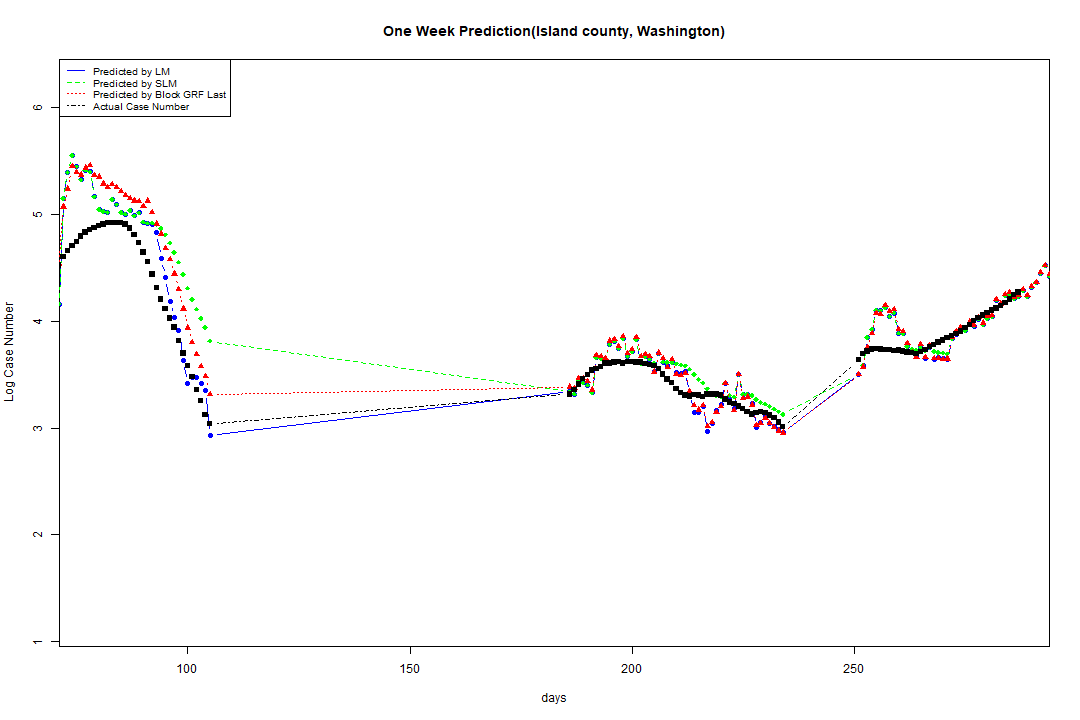 One Week Prediction(Island county, Washington)
Predicted by LM
Predicted by SLM
Predicted by Block GRF Last
Actual Case Number
6
5
4
3
2
1
Log Case Number
100
150
200
250
days